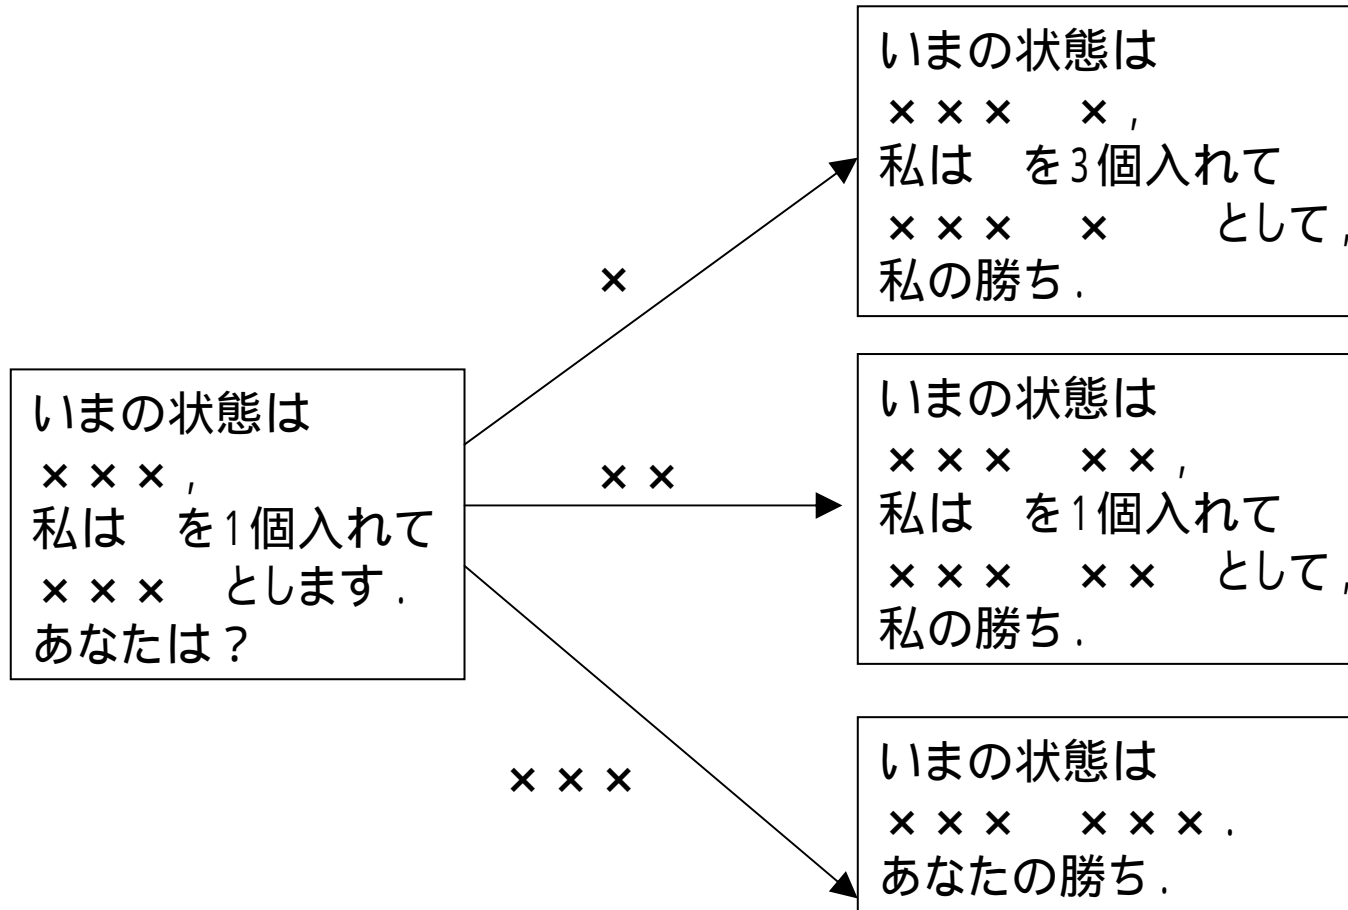 いまの状態は
×××　×,
私は　を3個入れて
×××　×　　として,
私の勝ち.
×
いまの状態は
×××,
私は　を1個入れて
×××　とします.
あなたは?
××
いまの状態は
×××　××,
私は　を1個入れて
×××　××　として,
私の勝ち.
×××
いまの状態は
×××　×××.
あなたの勝ち.